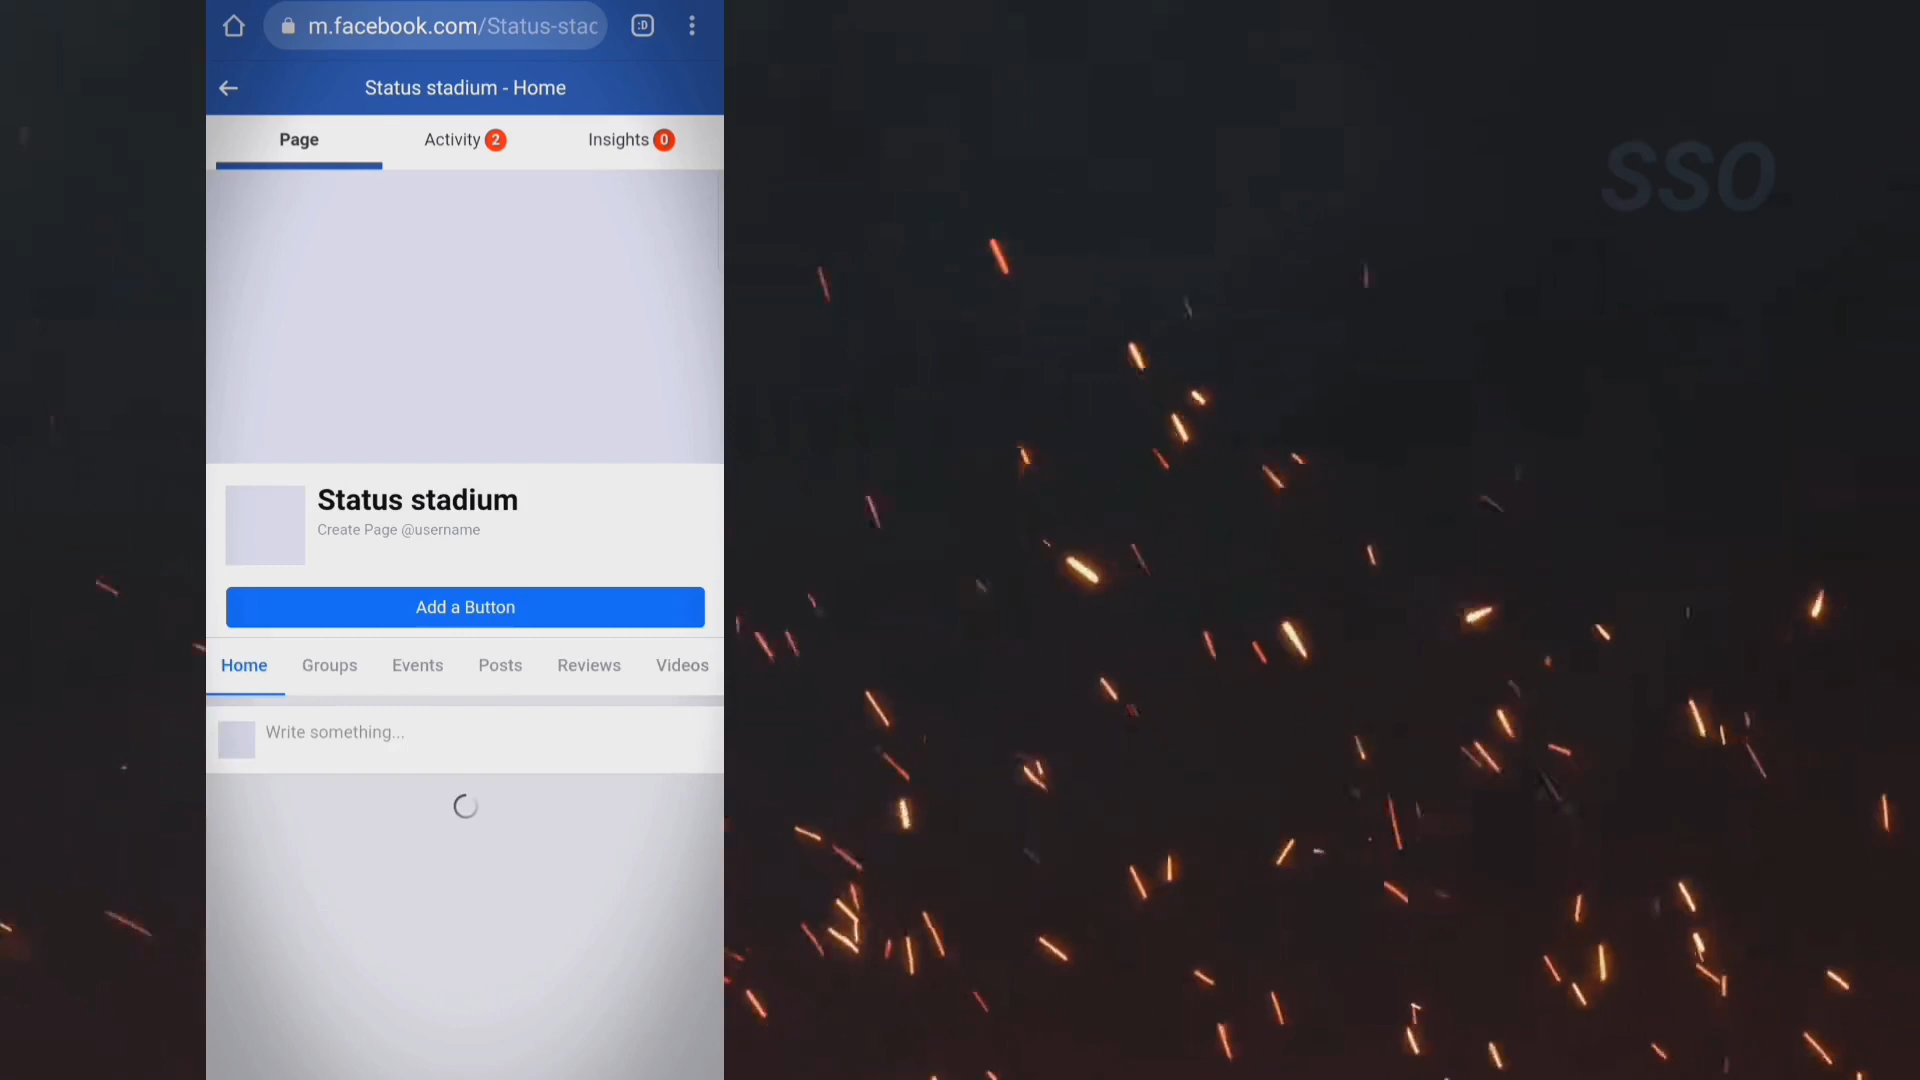 m.facebook.com/Status-stac
:D
Status stadium - Home
Page
Activity 2
Insights 0
Status stadium
Create Page @username
Add a Button
Home Groups Events Posts Reviews Videos
Write something...
SSO